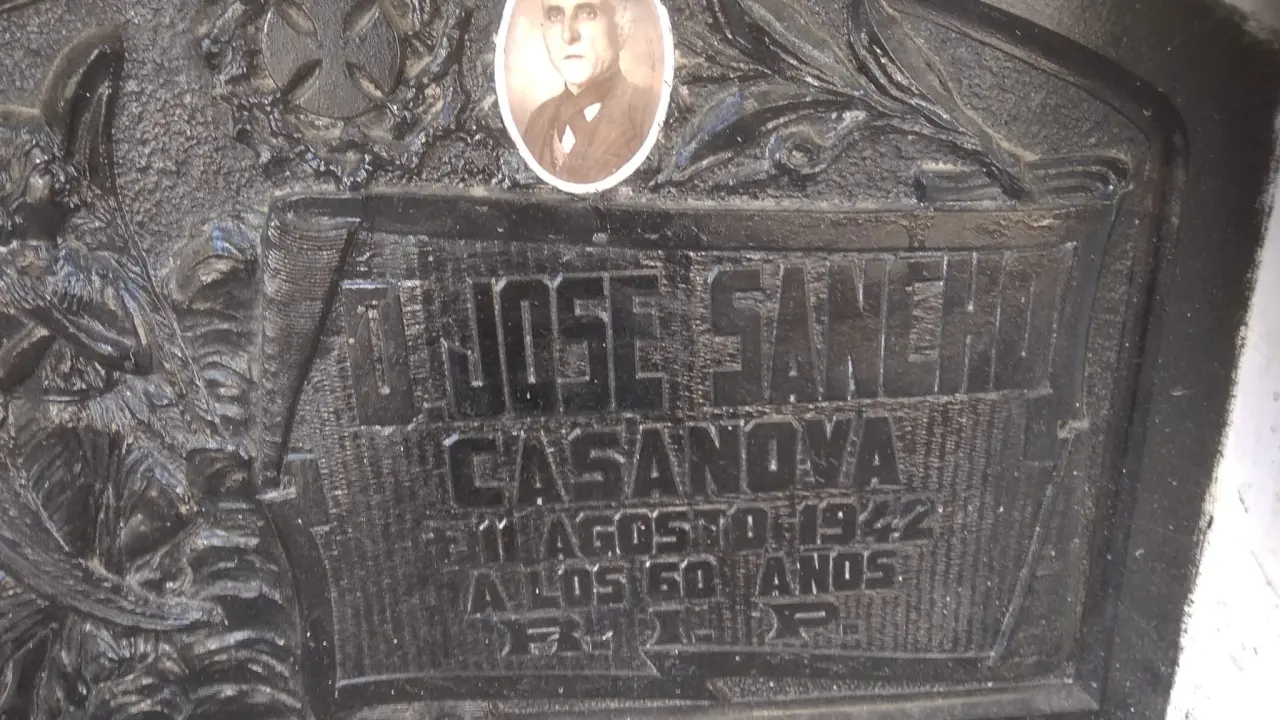 D. JOSE SANCHO
CASANOVA
+ 11 AGOSTO 1942
A LOS 60 AÑOS
R. I. P.